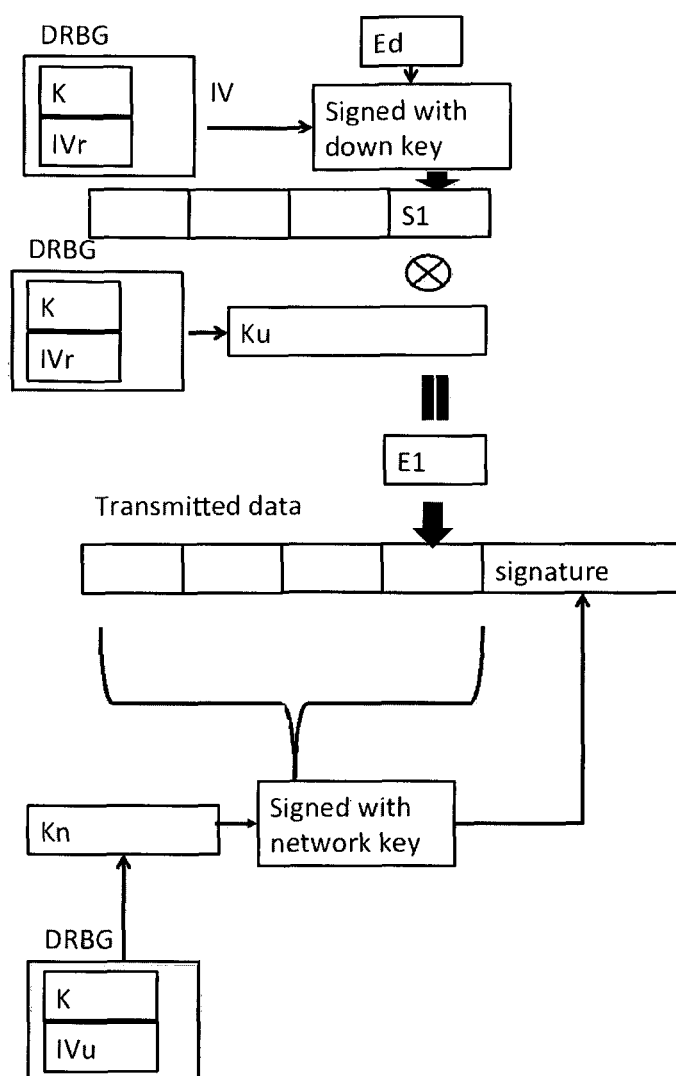 DRBG
Ed
K
IV
IVr
Signed with
down key
S1
DRBG
K
IVr
Ku
E1
Transmitted data
signature
Kn
Signed with
network key
DRBG
K
IVu